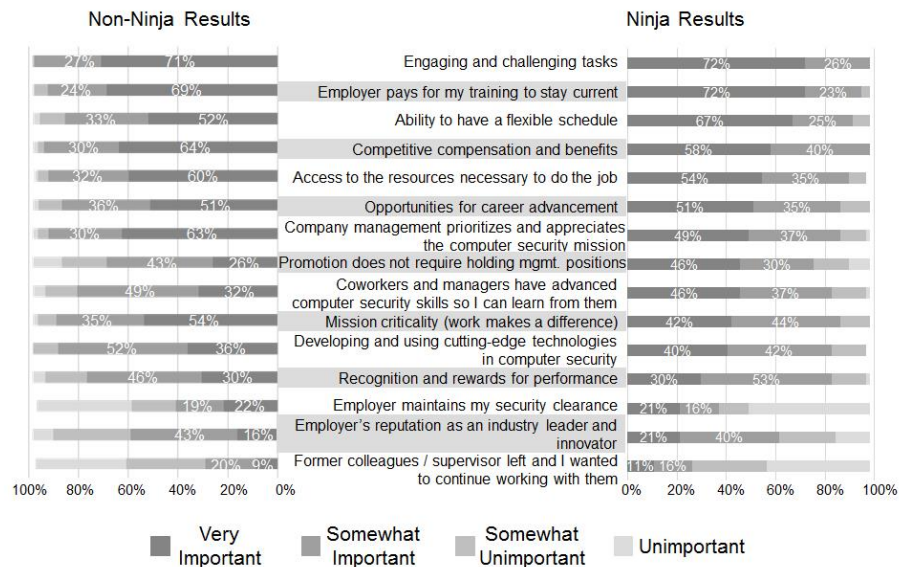 Non-Ninja Results Ninja Results
27% 71% Engaging and challenging tasks 72% 26%
24% 69% Employer pays for my training to stay current 72% 23%
33% 52% Ability to have a flexible schedule 67% 25%
30% 64% Competitive compensation and benefits 58% 40%
32% 60% Access to the resources necessary to do the job 54% 35%
36% 51% Opportunities for career advancement 51% 35%
Company management prioritizes and appreciates
30% 63% the computer security mission 49% 37%
43% 26% Promotion does not require holding mgmt. positions 46% 30%
Coworkers and managers have advanced
49% 32% computer security skills so I can learn from them 46% 37%
35% 54% Mission criticality (work makes a difference) 42% 44%
Developing and using cutting-edge technologies
52% 36% in computer security 40% 42%
46% 30% Recognition and rewards for performance 30% 53%
19% 22% Employer maintains my security clearance 21% 16%
Employer's reputation as an industry leader and
43% 16% innovator 21% 40%
Former colleagues / supervisor left and I wanted
20% 9% to continue working with them 11% 16%
100% 80% 60% 40% 20% 0% 0% 20% 40% 60% 80% 100%
Very Somewhat Somewhat Unimportant
Important Important Unimportant